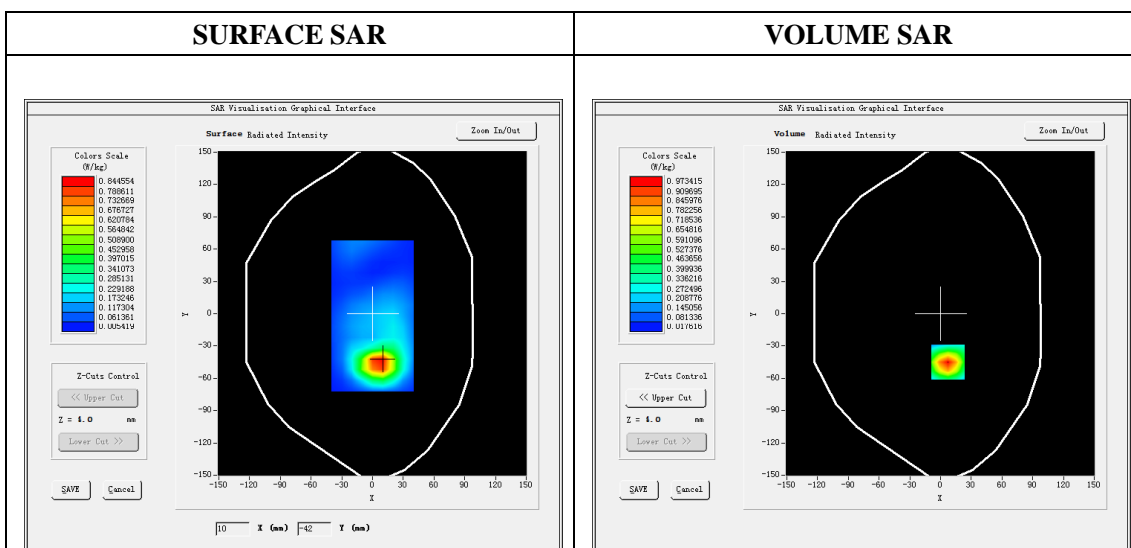 SURFACE SAR
VOLUME SAR
SAR Visualisation Graphical Interface
Surface Radiated Intensity
Zoom In/Out
Colors Scale
(W/kg)
0.844554
0.788611
0.732669
0.676727
0.620784
0.564842
0.508900
0.452958
0.397015
0.341073
0.285131
0.229188
0.173246
0.117304
0.061361
0.005419
150
120
90
60
30
0
-30
-60
-90
-120
-150
Y
-150 -120 -90 -60 -30 0 30 60 90 120 150
X
Z-Cuts Control
<< Upper Cut
Z = 4.0 mm
Lower Cut >>
SAVE Cancel
10 X (mm) -42 Y (mm)
SAR Visualisation Graphical Interface
Volume Radiated Intensity
Zoom In/Out
Colors Scale
(W/kg)
0.973415
0.909695
0.845976
0.782256
0.718536
0.654816
0.591096
0.527376
0.463656
0.399936
0.336216
0.272496
0.208776
0.145056
0.081336
0.017616
150
120
90
60
30
0
-30
-60
-90
-120
-150
Y
-150 -120 -90 -60 -30 0 30 60 90 120 150
X
Z-Cuts Control
<< Upper Cut
Z = 4.0 mm
Lower Cut >>
SAVE Cancel